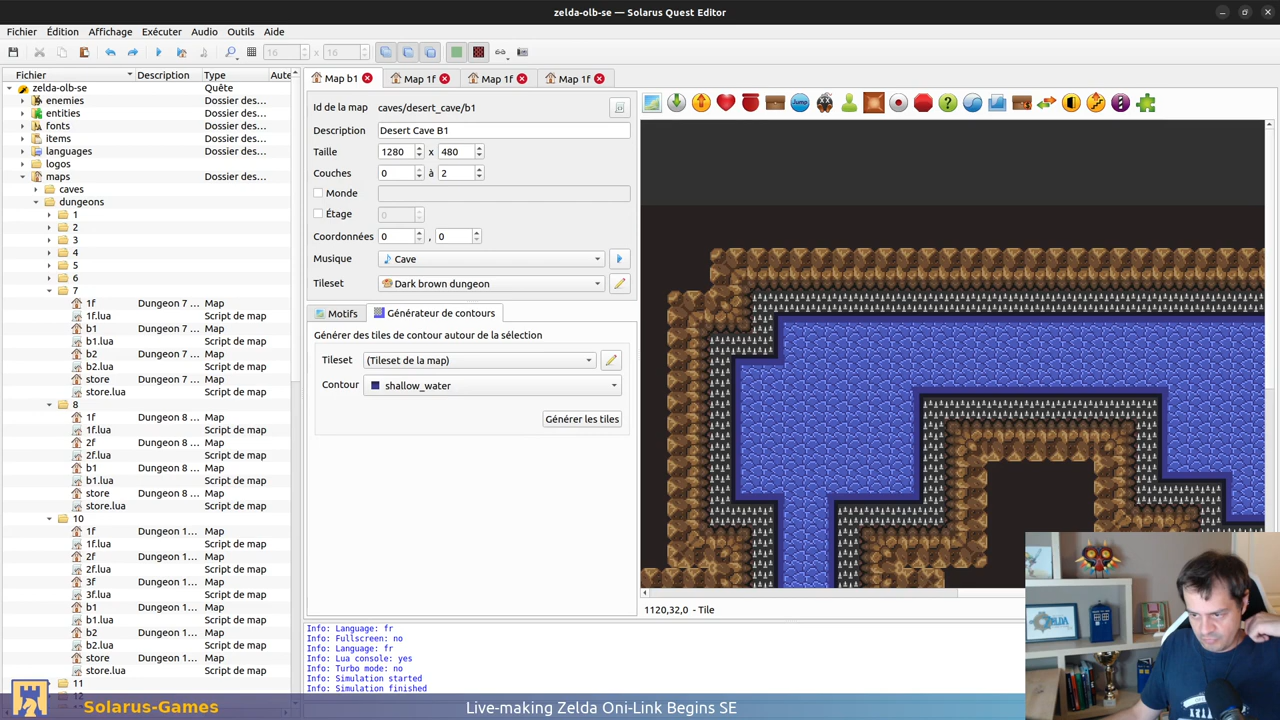 zelda-olb-se — Solarus Quest Editor
Fichier Édition Affichage Exécuter Audio Outils Aide
16 x 16
Fichier Description Type Aute
zelda-olb-se Quête
enemies Dossier des...
entities Dossier des...
fonts Dossier des...
items Dossier des...
languages Dossier des...
logos
maps Dossier des...
caves
dungeons
1
2
3
4
5
6
7
1f Dungeon 7 ... Map
1f.lua Script de map
b1 Dungeon 7 ... Map
b1.lua Script de map
b2 Dungeon 7 ... Map
b2.lua Script de map
store Dungeon 7 ... Map
store.lua Script de map
8
1f Dungeon 8 ... Map
1f.lua Script de map
2f Dungeon 8 ... Map
2f.lua Script de map
b1 Dungeon 8 ... Map
b1.lua Script de map
store Dungeon 8 ... Map
store.lua Script de map
10
1f Dungeon 1... Map
1f.lua Script de map
2f Dungeon 1... Map
2f.lua Script de map
3f Dungeon 1... Map
3f.lua Script de map
b1 Dungeon 1... Map
b1.lua Script de map
b2 Dungeon 1... Map
b2.lua Script de map
store Dungeon 1... Map
store.lua Script de map
11
Map b1 Map 1f Map 1f Map 1f
Id de la map caves/desert_cave/b1
Description Desert Cave B1
Taille 1280 x 480
Couches 0 à 2
Monde
Étage 0
Coordonnées 0 , 0
Musique Cave
Tileset Dark brown dungeon
Motifs Générateur de contours
Générer des tiles de contour autour de la sélection
Tileset (Tileset de la map)
Contour shallow_water
Générer les tiles
Jump
1120,32,0 - Tile
Info: Language: fr
Info: Fullscreen: no
Info: Language: fr
Info: Lua console: yes
Info: Turbo mode: no
Info: Simulation started
Info: Simulation finished
Solarus-Games
Live-making Zelda Oni-Link Begins SE